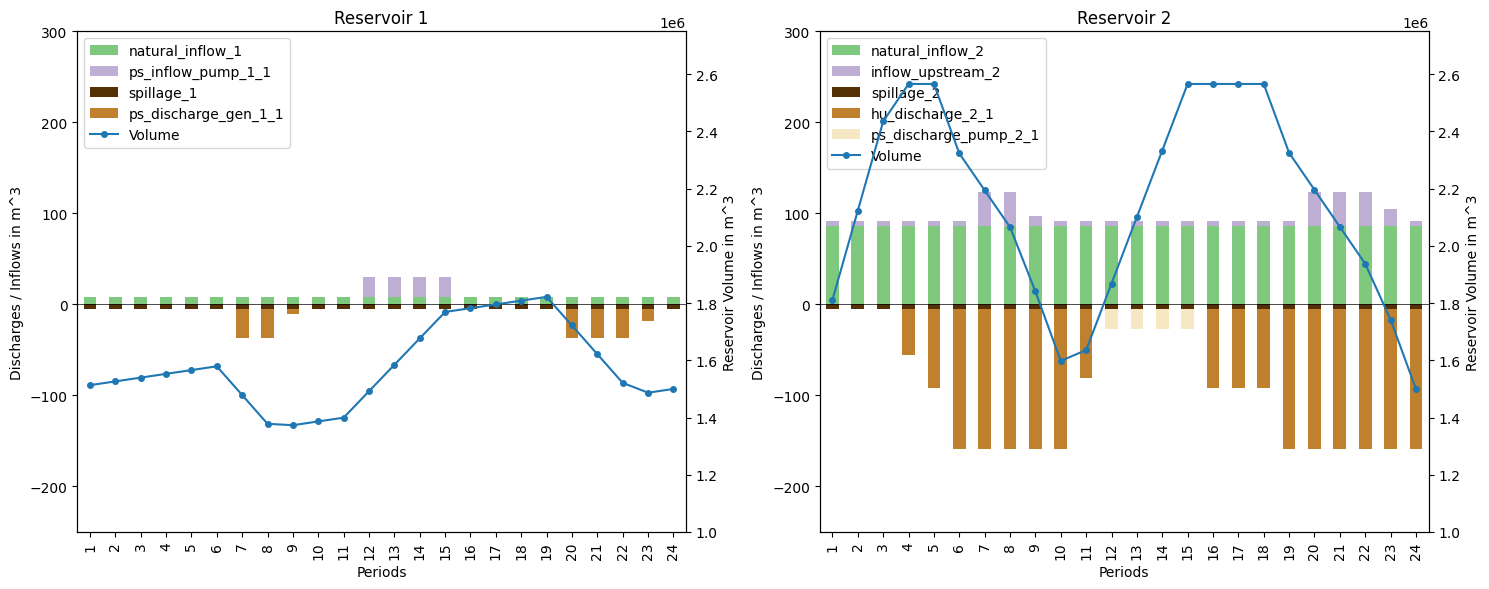 Reservoir 1
1e6
natural_inflow_1
ps_inflow_pump_1_1
spillage_1
ps_discharge_gen_1_1
Volume
Discharges / Inflows in m^3
300
200
100
0
−100
−200
2.6
2.4
2.2
2.0
1.8
1.6
1.4
1.2
1.0
Reservoir Volume in m^3
1 2 3 4 5 6 7 8 9 10 11 12 13 14 15 16 17 18 19 20 21 22 23 24
Periods
Reservoir 2
1e6
natural_inflow_2
inflow_upstream_2
spillage_2
hu_discharge_2_1
ps_discharge_pump_2_1
Volume
Discharges / Inflows in m^3
300
200
100
0
−100
−200
2.6
2.4
2.2
2.0
1.8
1.6
1.4
1.2
1.0
Reservoir Volume in m^3
1 2 3 4 5 6 7 8 9 10 11 12 13 14 15 16 17 18 19 20 21 22 23 24
Periods